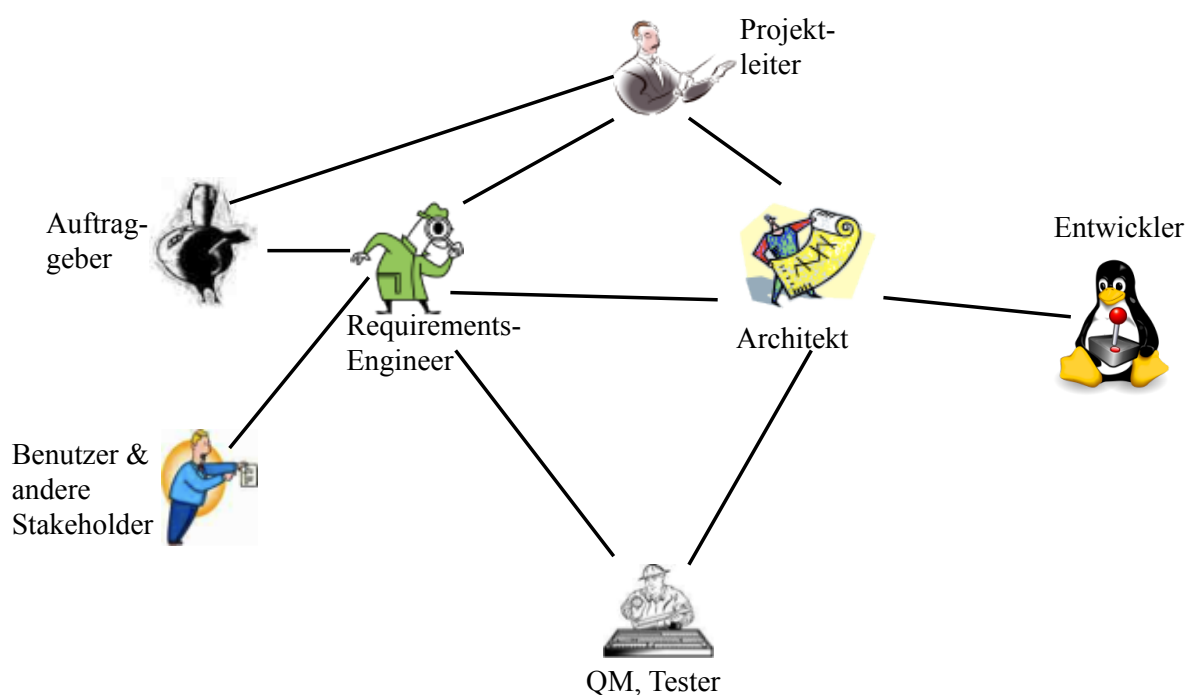 Projekt-
leiter
Auftrag-
geber
Entwickler
Requirements-
Engineer
Architekt
Benutzer &
andere
Stakeholder
QM, Tester